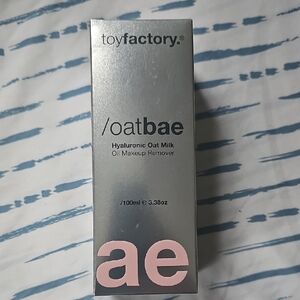 toyfactory.®
/oatbae
Hyaluronic Oat Milk
Oil Makeup Remover
/100ml ℮ 3.38oz
ae